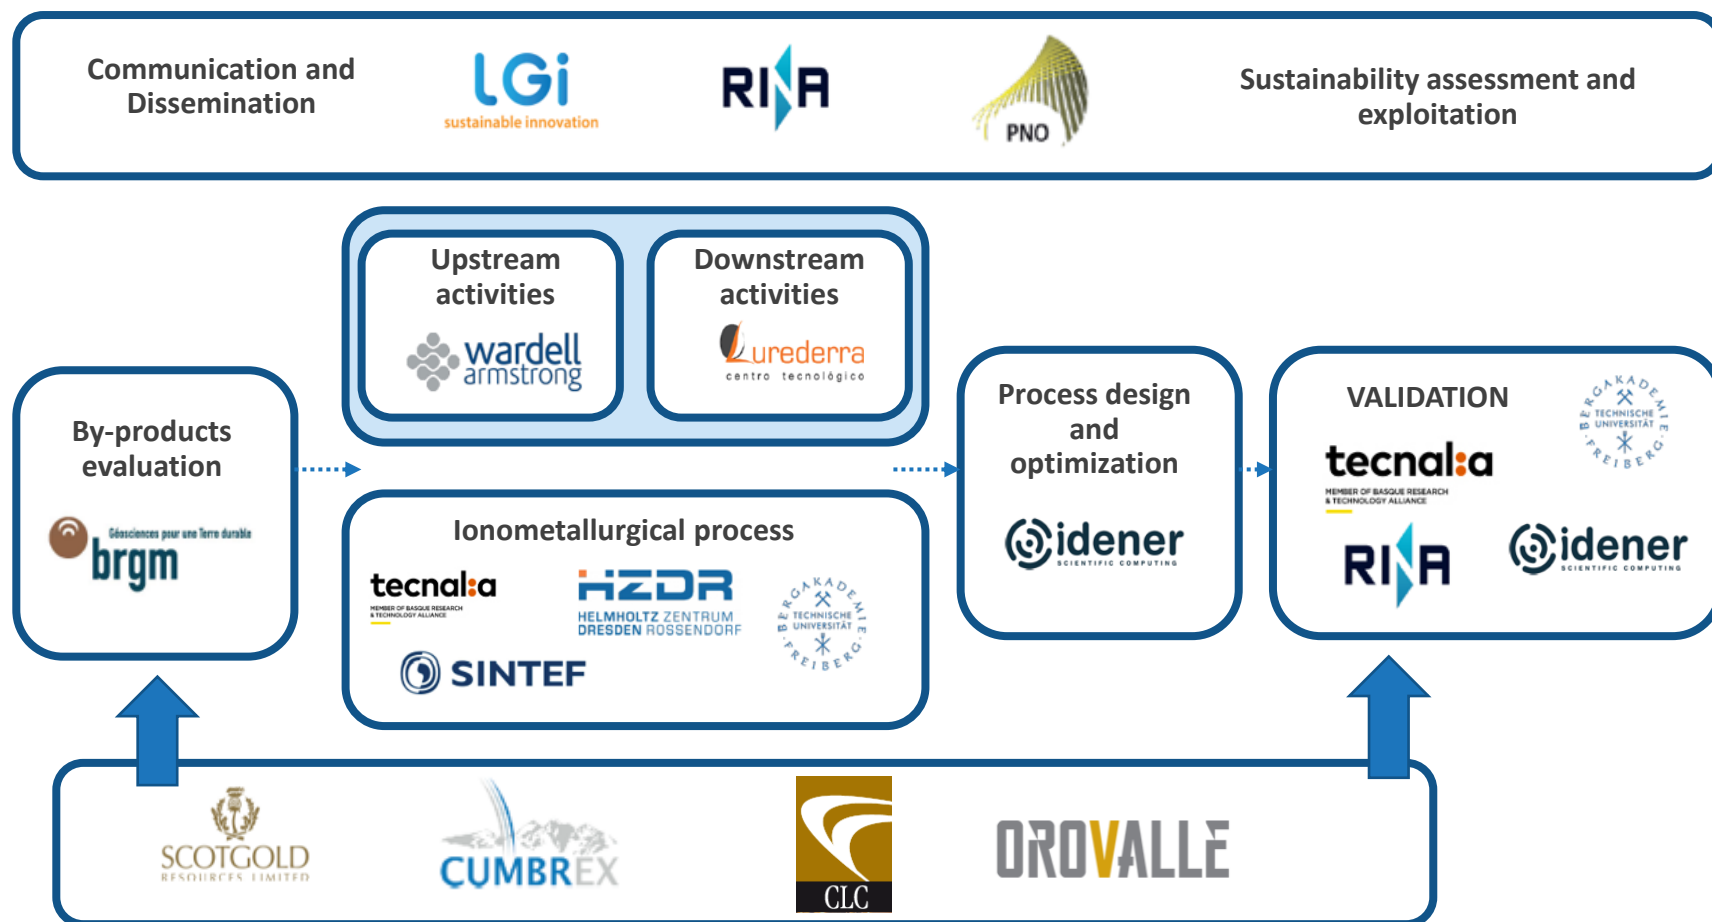 Communication and
Dissemination
LGi
sustainable innovation
RINA
PNO
Sustainability assessment and
exploitation
Upstream
activities
wardell
armstrong
Downstream
activities
Lurederra
centro tecnológico
By-products
evaluation
Géosciences pour une Terre durable
brgm
Ionometallurgical process
tecnal:a
MEMBER OF BASQUE RESEARCH
& TECHNOLOGY ALLIANCE
HZDR
HELMHOLTZ ZENTRUM
DRESDEN ROSSENDORF
BERGAKADEMIE
TECHNISCHE
UNIVERSITÄT
FREIBERG
SINTEF
Process design
and
optimization
idener
SCIENTIFIC COMPUTING
VALIDATION
BERGAKADEMIE
TECHNISCHE
UNIVERSITÄT
FREIBERG
tecnal:a
MEMBER OF BASQUE RESEARCH
& TECHNOLOGY ALLIANCE
RINA
idener
SCIENTIFIC COMPUTING
SCOTGOLD
RESOURCES LIMITED
CUMBREX
CLC
OROVALLE